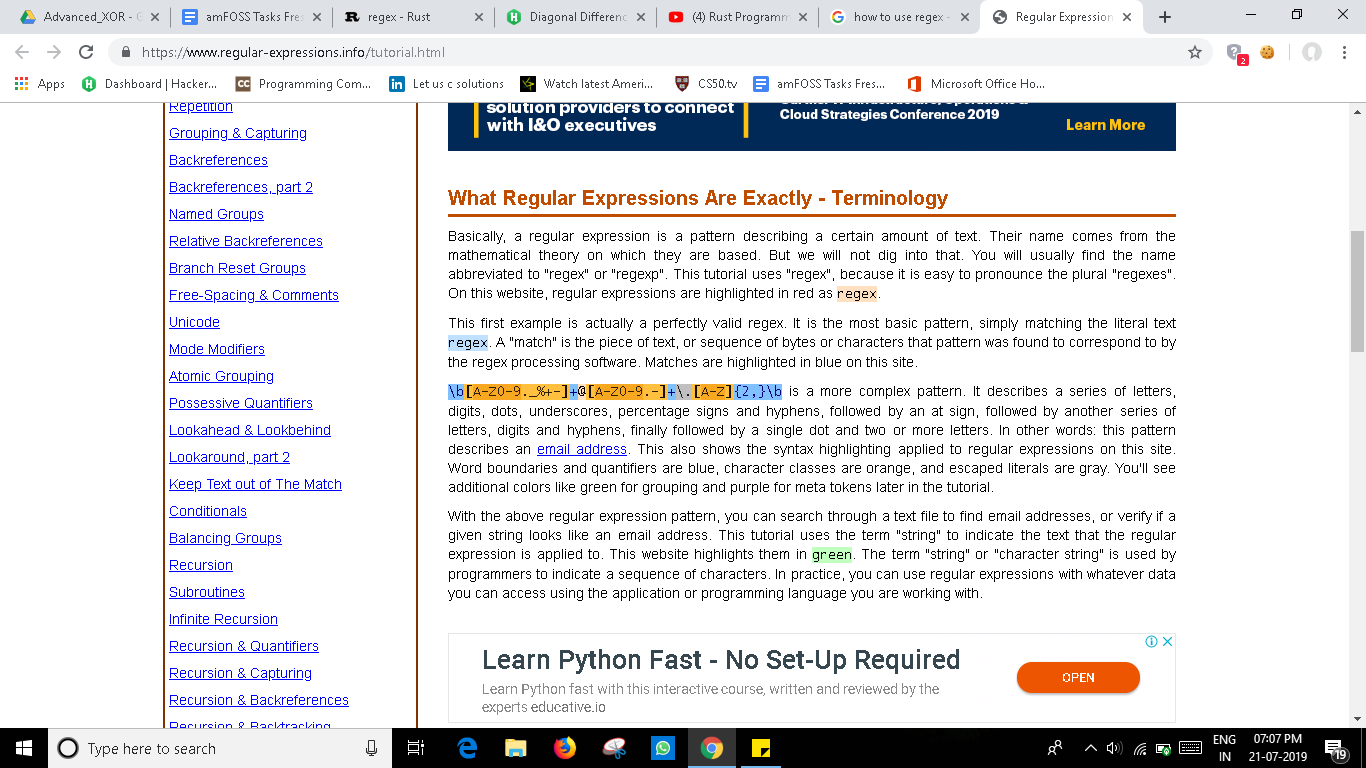 Advanced_XOR - G
amFOSS Tasks Fres
regex - Rust
Diagonal Differenc
(4) Rust Programm
how to use regex -
Regular Expression
https://www.regular-expressions.info/tutorial.html
2
Apps
Dashboard | Hacker...
Programming Com...
Let us c solutions
Watch latest Ameri...
CS50.tv
amFOSS Tasks Fres...
Microsoft Office Ho...
Repetition
Grouping & Capturing
Backreferences
Backreferences, part 2
Named Groups
Relative Backreferences
Branch Reset Groups
Free-Spacing & Comments
Unicode
Mode Modifiers
Atomic Grouping
Possessive Quantifiers
Lookahead & Lookbehind
Lookaround, part 2
Keep Text out of The Match
Conditionals
Balancing Groups
Recursion
Subroutines
Infinite Recursion
Recursion & Quantifiers
Recursion & Capturing
Recursion & Backreferences
Recursion & Backtracking
solution providers to connect
with I&O executives
Cloud Strategies Conference 2019
Learn More
What Regular Expressions Are Exactly - Terminology
Basically, a regular expression is a pattern describing a certain amount of text. Their name comes from the
mathematical theory on which they are based. But we will not dig into that. You will usually find the name
abbreviated to "regex" or "regexp". This tutorial uses "regex", because it is easy to pronounce the plural "regexes".
On this website, regular expressions are highlighted in red as regex.
This first example is actually a perfectly valid regex. It is the most basic pattern, simply matching the literal text
regex. A "match" is the piece of text, or sequence of bytes or characters that pattern was found to correspond to by
the regex processing software. Matches are highlighted in blue on this site.
\b[A-Z0-9._%+-]+@[A-Z0-9.-]+\.[A-Z]{2,}\b is a more complex pattern. It describes a series of letters,
digits, dots, underscores, percentage signs and hyphens, followed by an at sign, followed by another series of
letters, digits and hyphens, finally followed by a single dot and two or more letters. In other words: this pattern
describes an email address. This also shows the syntax highlighting applied to regular expressions on this site.
Word boundaries and quantifiers are blue, character classes are orange, and escaped literals are gray. You'll see
additional colors like green for grouping and purple for meta tokens later in the tutorial.
With the above regular expression pattern, you can search through a text file to find email addresses, or verify if a
given string looks like an email address. This tutorial uses the term "string" to indicate the text that the regular
expression is applied to. This website highlights them in green. The term "string" or "character string" is used by
programmers to indicate a sequence of characters. In practice, you can use regular expressions with whatever data
you can access using the application or programming language you are working with.
Learn Python Fast - No Set-Up Required
Learn Python fast with this interactive course, written and reviewed by the
experts educative.io
OPEN
Type here to search
ENG
IN
07:07 PM
21-07-2019
19